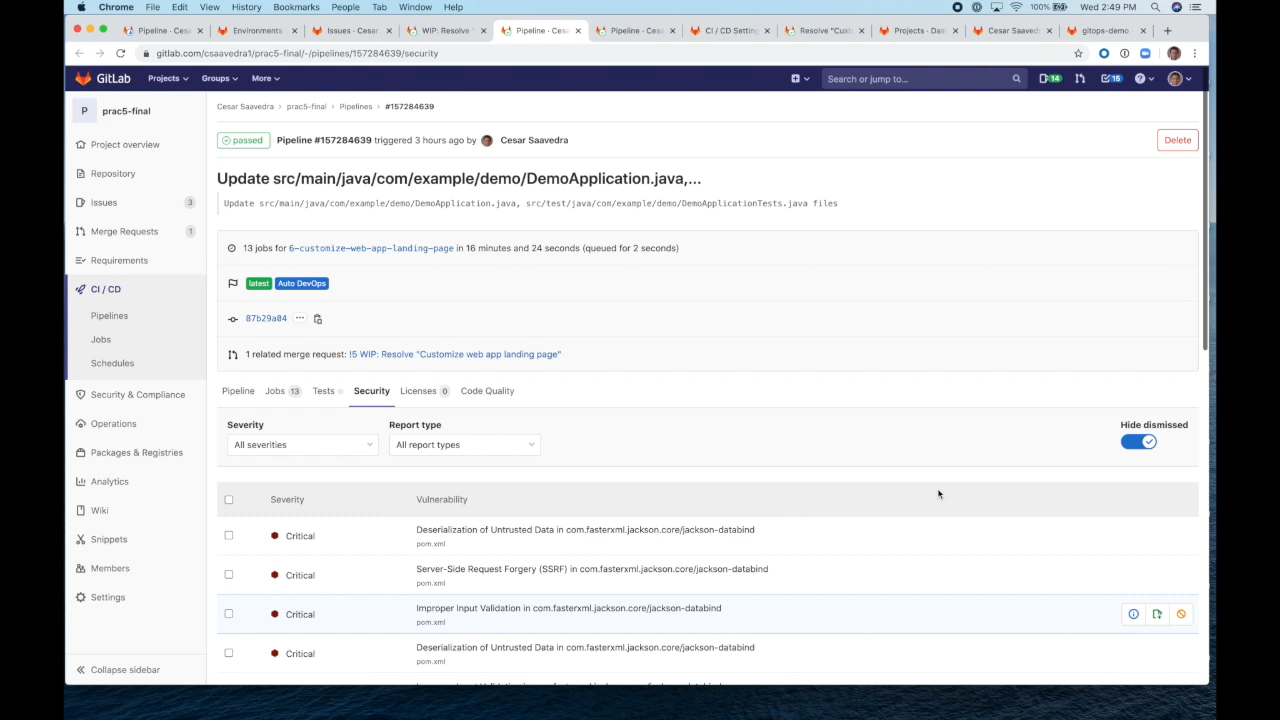 Chrome File Edit View History Bookmarks People Tab Window Help 100% Wed 2:49 PM
Pipeline · Cesa Environments Issues · Cesar WIP: Resolve " Pipeline · Cesa Pipeline · Cesa CI / CD Setting Resolve "Custo Projects · Dash Cesar Saavedr gitops-demo
gitlab.com/csaavedra1/prac5-final/-/pipelines/157284639/security
GitLab Projects Groups More Search or jump to... 14 16
P prac5-final
Project overview
Repository
Issues 3
Merge Requests 1
Requirements
CI / CD
Pipelines
Jobs
Schedules
Security & Compliance
Operations
Packages & Registries
Analytics
Wiki
Snippets
Members
Settings
Collapse sidebar
Cesar Saavedra › prac5-final › Pipelines › #157284639
passed Pipeline #157284639 triggered 3 hours ago by Cesar Saavedra Delete
Update src/main/java/com/example/demo/DemoApplication.java,...
Update src/main/java/com/example/demo/DemoApplication.java, src/test/java/com/example/demo/DemoApplicationTests.java files
13 jobs for 6-customize-web-app-landing-page in 16 minutes and 24 seconds (queued for 2 seconds)
latest Auto DevOps
87b29a04 ...
1 related merge request: !5 WIP: Resolve "Customize web app landing page"
Pipeline Jobs 13 Tests Security Licenses 0 Code Quality
Severity Report type Hide dismissed
All severities All report types
Severity Vulnerability
Critical Deserialization of Untrusted Data in com.fasterxml.jackson.core/jackson-databind
pom.xml
Critical Server-Side Request Forgery (SSRF) in com.fasterxml.jackson.core/jackson-databind
pom.xml
Critical Improper Input Validation in com.fasterxml.jackson.core/jackson-databind
pom.xml
Critical Deserialization of Untrusted Data in com.fasterxml.jackson.core/jackson-databind
pom.xml